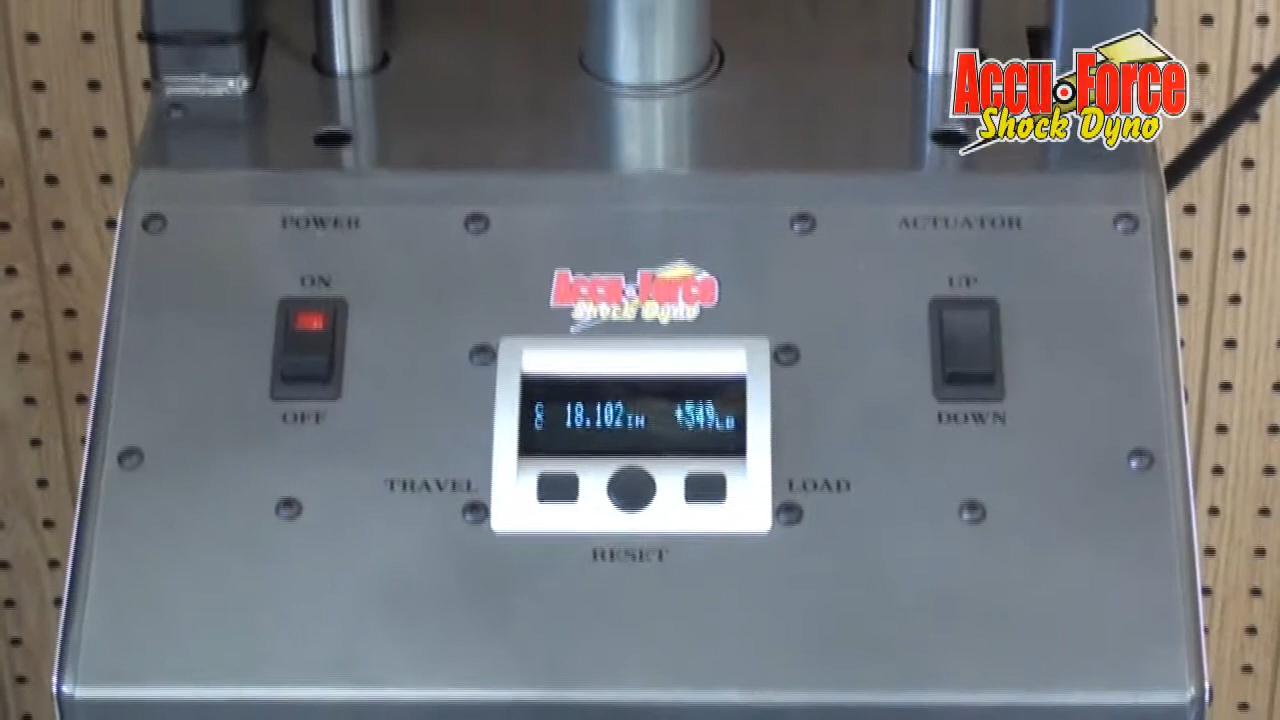 Accu-Force
Shock Dyno
POWER
ACTUATOR
ON
UP
Accu-Force
Shock Dyno
18.102IN
OFF
DOWN
TRAVEL
LOAD
RESET